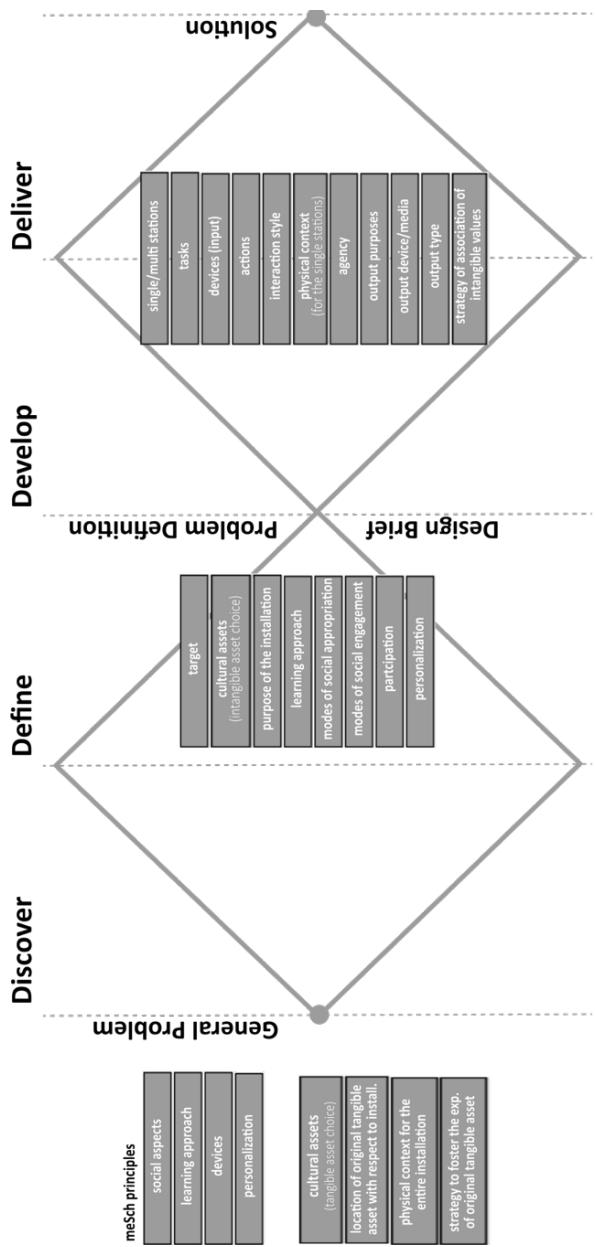 Discover
Define
Develop
Deliver
meSch principles
social aspects
learning approach
devices
personalization
cultural assets
(tangible asset choice)
location of original tangible
asset with respect to install.
physical context for the
entire installation
strategy to foster the exp.
of original tangible asset
General Problem
target
cultural assets
(intangible asset choice)
purpose of the installation
learning approach
modes of social appropriation
modes of social engagement
partcipation
personalization
Problem Definition
Design Brief
single/multi stations
tasks
devices (input)
actions
interaction style
physical context
(for the single stations)
agency
output purposes
output device/media
output type
strategy of association of
intangible values
Solution